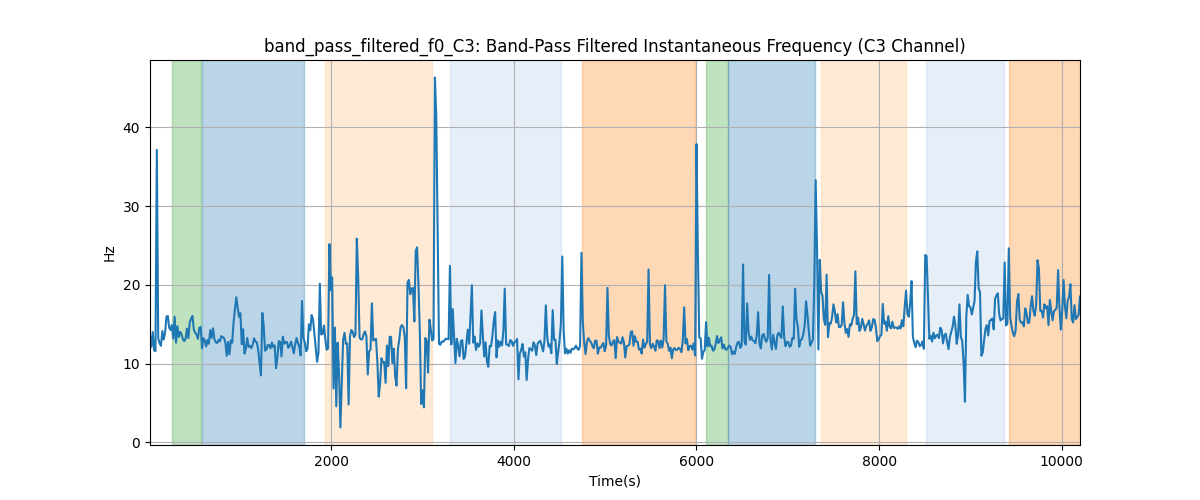 band_pass_filtered_f0_C3: Band-Pass Filtered Instantaneous Frequency (C3 Channel)
40
30
20
10
0
Hz
2000 4000 6000 8000 10000
Time(s)